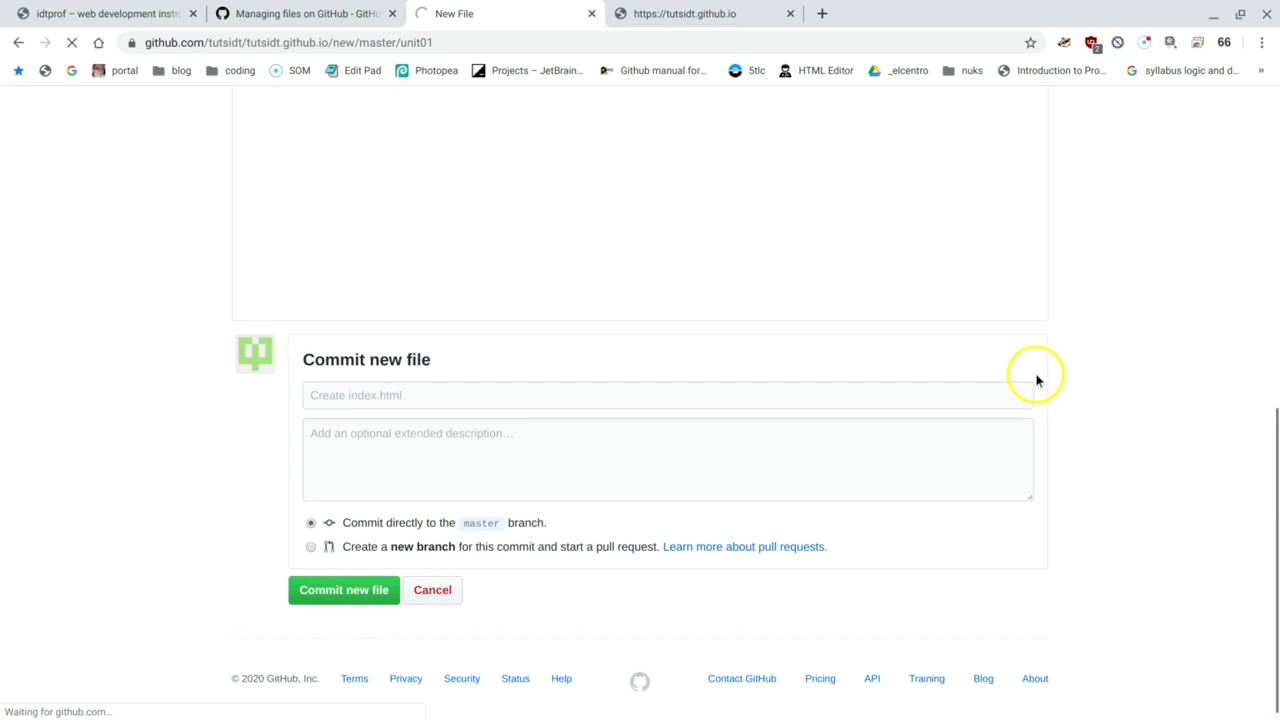 idtprof – web development instru
Managing files on GitHub - GitHu
New File
https://tutsidt.github.io
github.com/tutsidt/tutsidt.github.io/new/master/unit01
2
66
portal
blog
coding
SOM
Edit Pad
Photopea
Projects – JetBrain...
Github manual for...
5tlc
HTML Editor
_elcentro
nuks
Introduction to Pro...
syllabus logic and d...
»
Commit new file
Create index.html
Add an optional extended description…
Commit directly to the master branch.
Create a new branch for this commit and start a pull request. Learn more about pull requests.
Commit new file
Cancel
© 2020 GitHub, Inc.
Terms
Privacy
Security
Status
Help
Contact GitHub
Pricing
API
Training
Blog
About
Waiting for github.com...